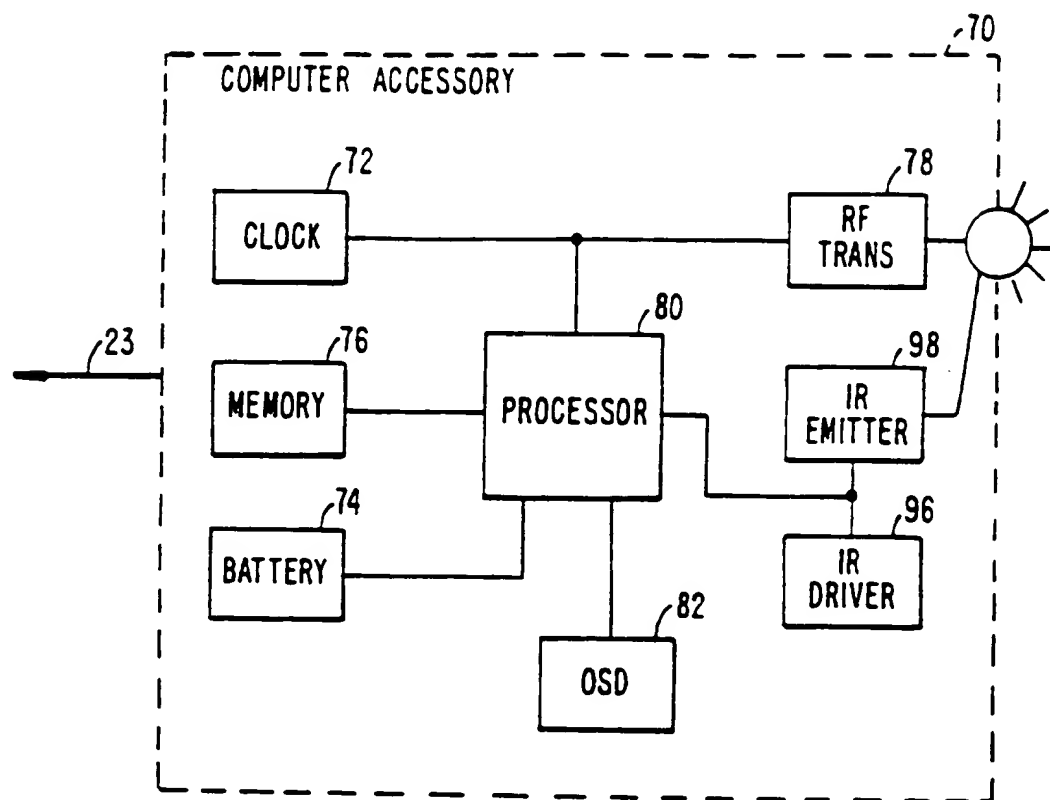 70
COMPUTER ACCESSORY
72
CLOCK
78
RF
TRANS
80
PROCESSOR
23
76
MEMORY
98
IR
EMITTER
74
BATTERY
96
IR
DRIVER
82
OSD